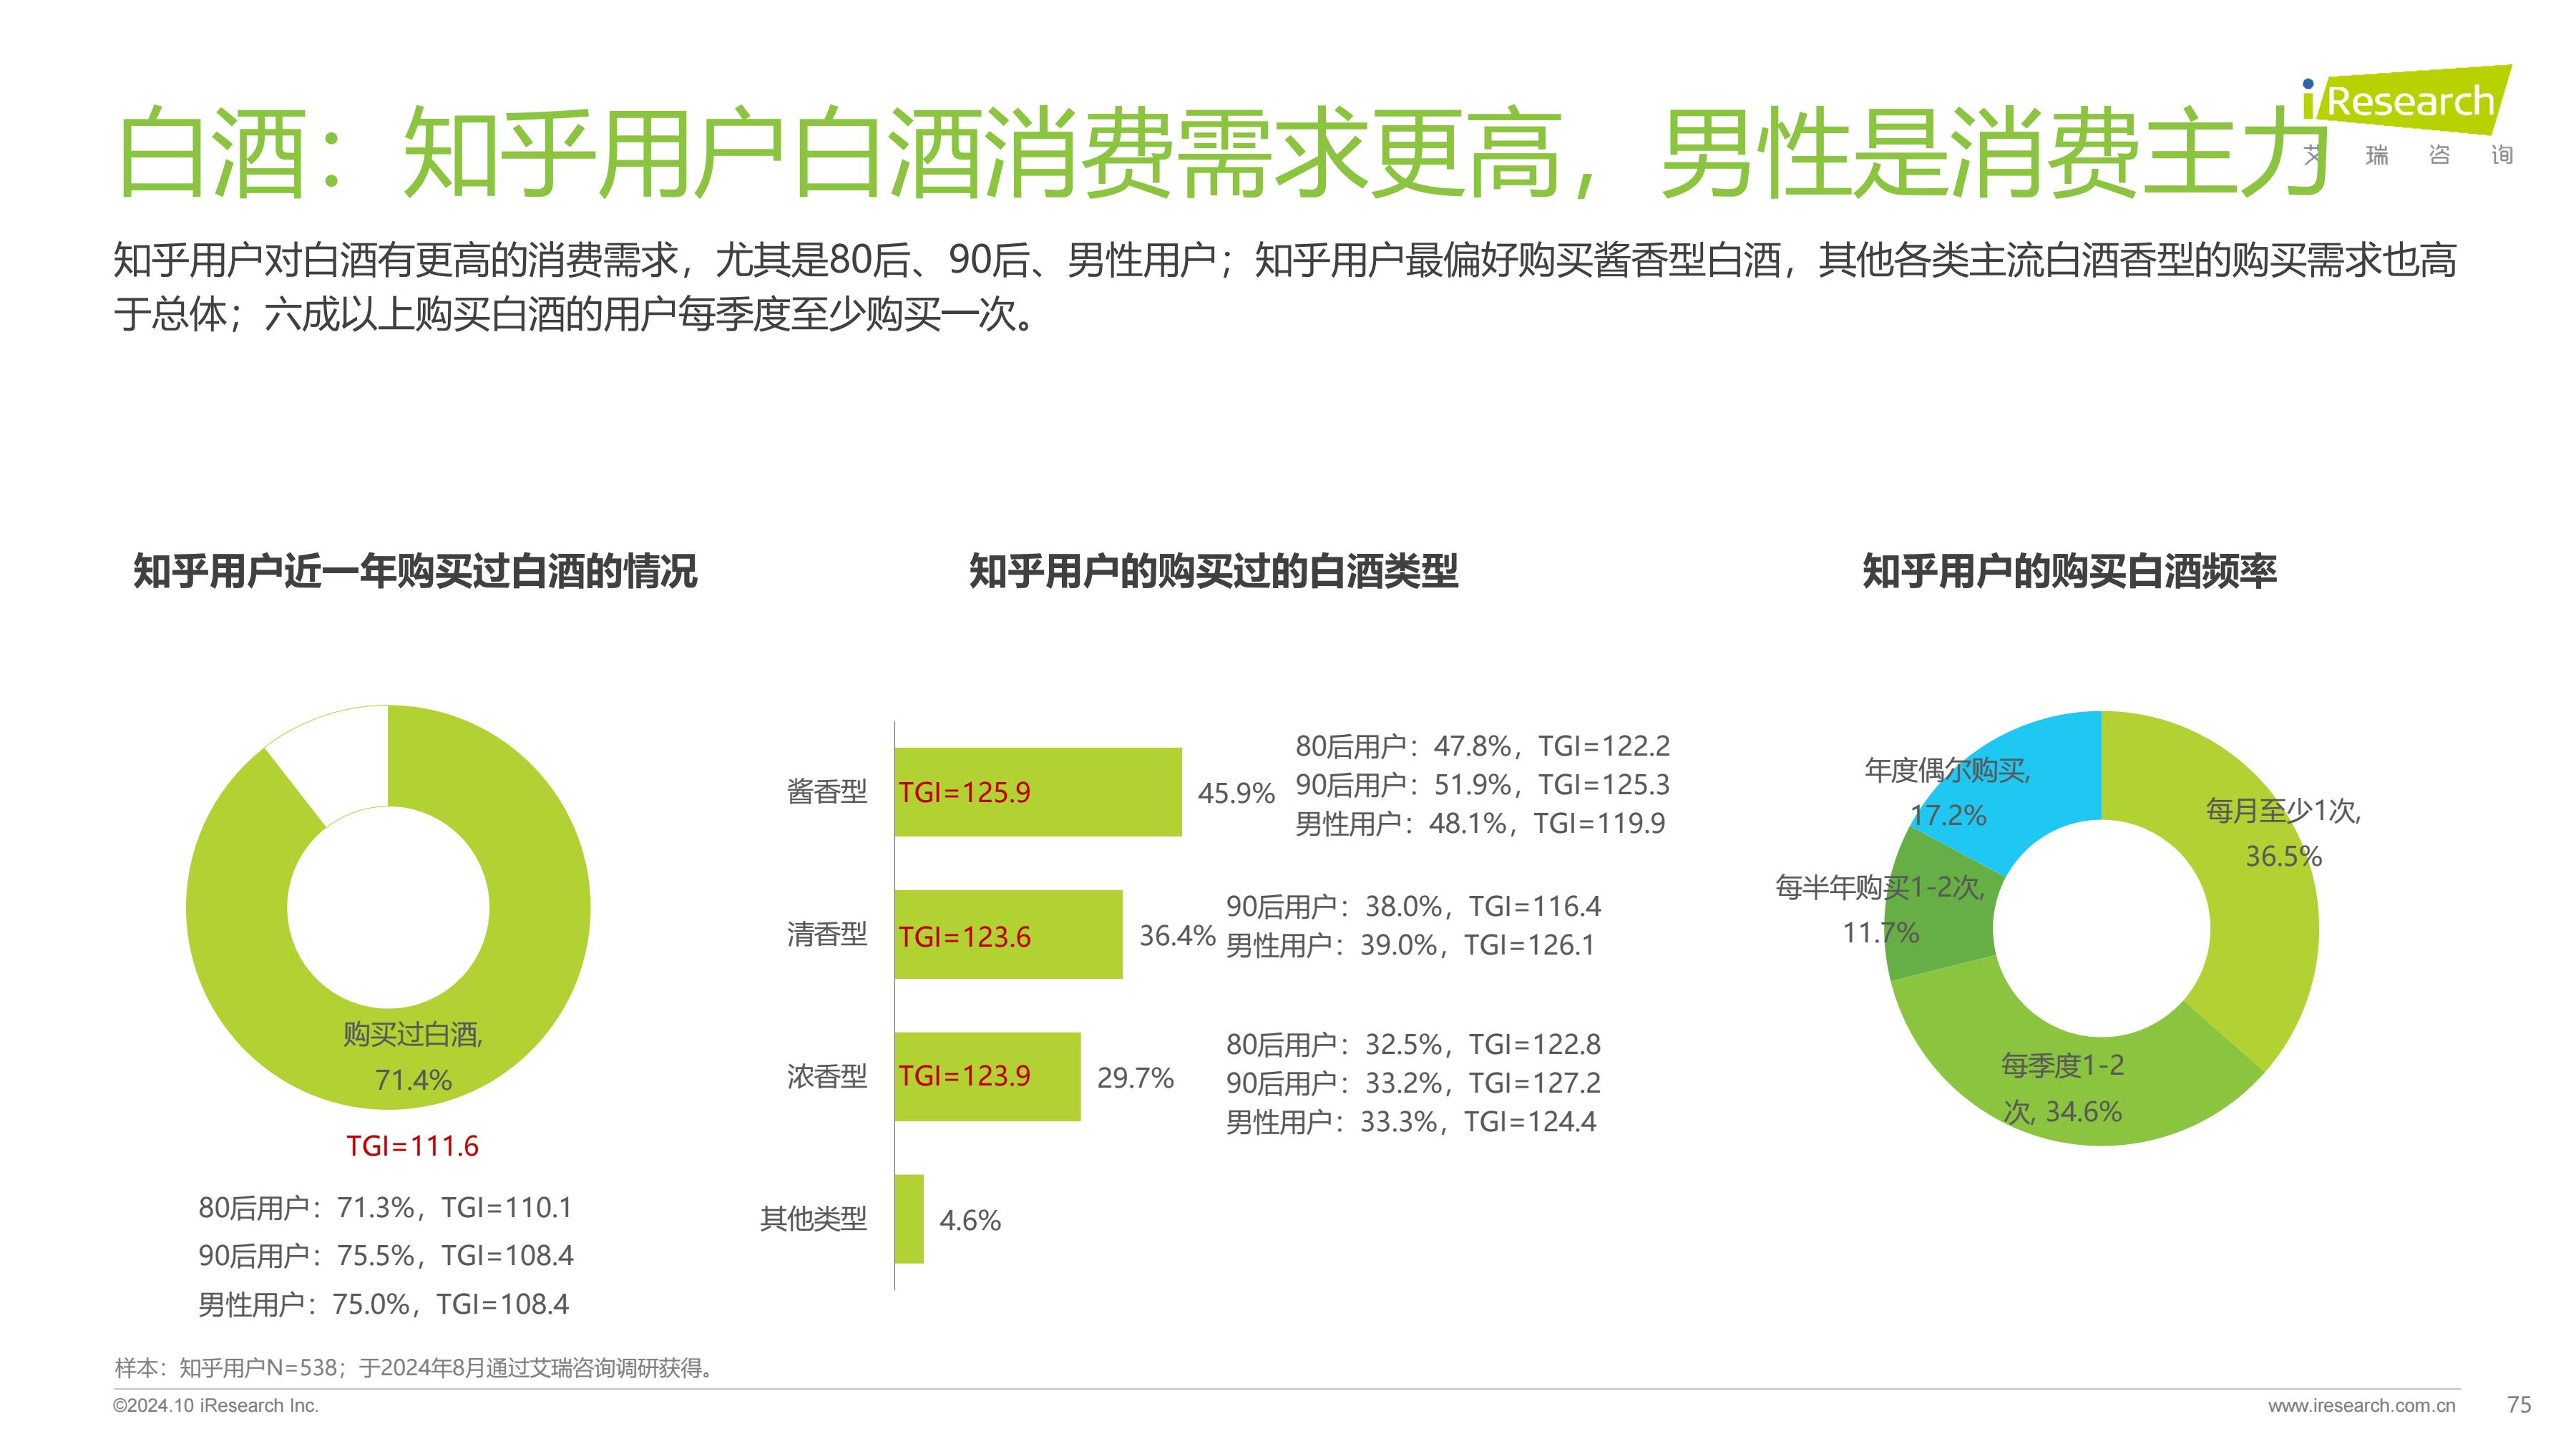 iResearch
艾 瑞 咨 询
白酒：知乎用户白酒消费需求更高，男性是消费主力
知乎用户对白酒有更高的消费需求，尤其是80后、90后、男性用户；知乎用户最偏好购买酱香型白酒，其他各类主流白酒香型的购买需求也高
于总体；六成以上购买白酒的用户每季度至少购买一次。
知乎用户近一年购买过白酒的情况
购买过白酒,
71.4%
TGI=111.6
80后用户：71.3%，TGI=110.1
90后用户：75.5%，TGI=108.4
男性用户：75.0%，TGI=108.4
知乎用户的购买过的白酒类型
酱香型
TGI=125.9
45.9%
80后用户：47.8%，TGI=122.2
90后用户：51.9%，TGI=125.3
男性用户：48.1%，TGI=119.9
清香型
TGI=123.6
36.4%
90后用户：38.0%，TGI=116.4
男性用户：39.0%，TGI=126.1
浓香型
TGI=123.9
29.7%
80后用户：32.5%，TGI=122.8
90后用户：33.2%，TGI=127.2
男性用户：33.3%，TGI=124.4
其他类型
4.6%
知乎用户的购买白酒频率
年度偶尔购买,
17.2%
每月至少1次,
36.5%
每半年购买1-2次,
11.7%
每季度1-2
次, 34.6%
样本：知乎用户N=538；于2024年8月通过艾瑞咨询调研获得。
©2024.10 iResearch Inc.
www.iresearch.com.cn
75